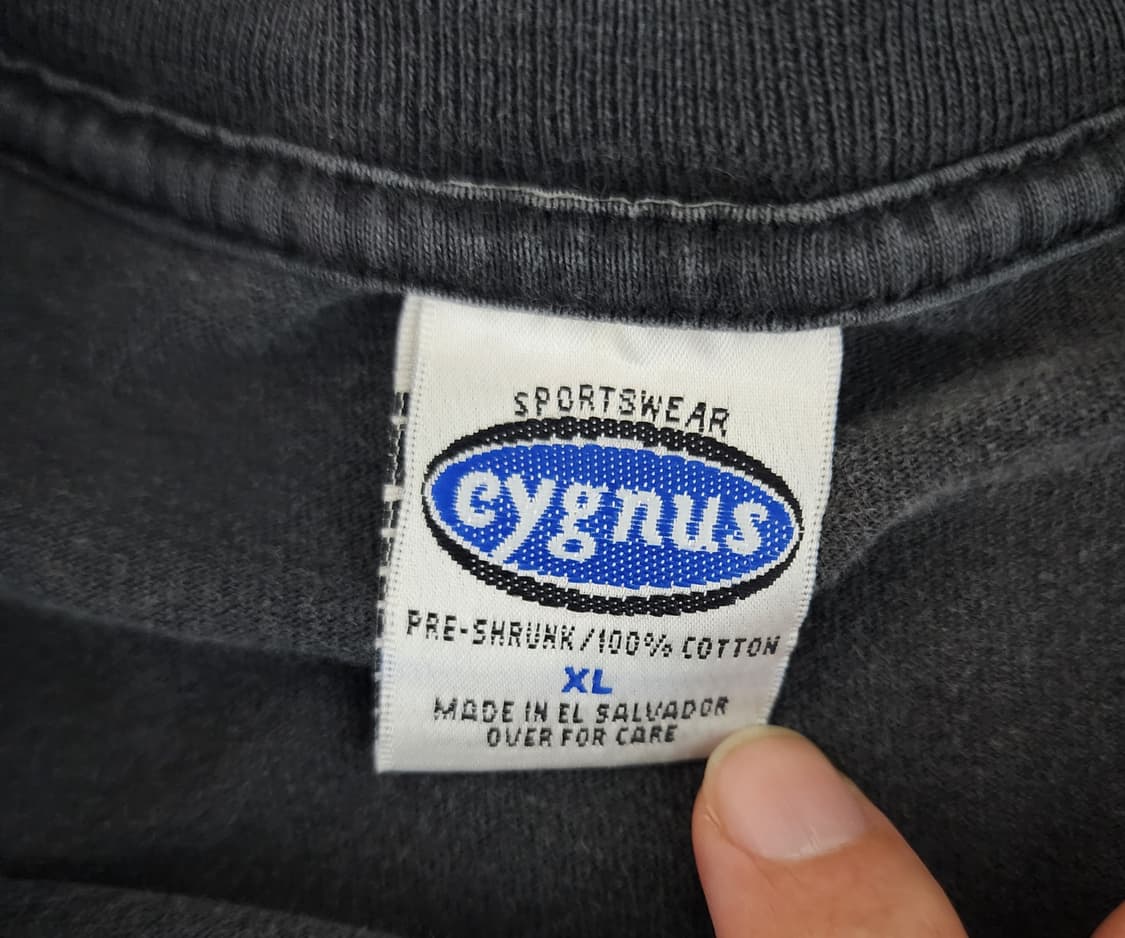 SPORTSWEAR
cygnus
PRE-SHRUNK/100% COTTON
XL
MADE IN EL SALVADOR
OVER FOR CARE